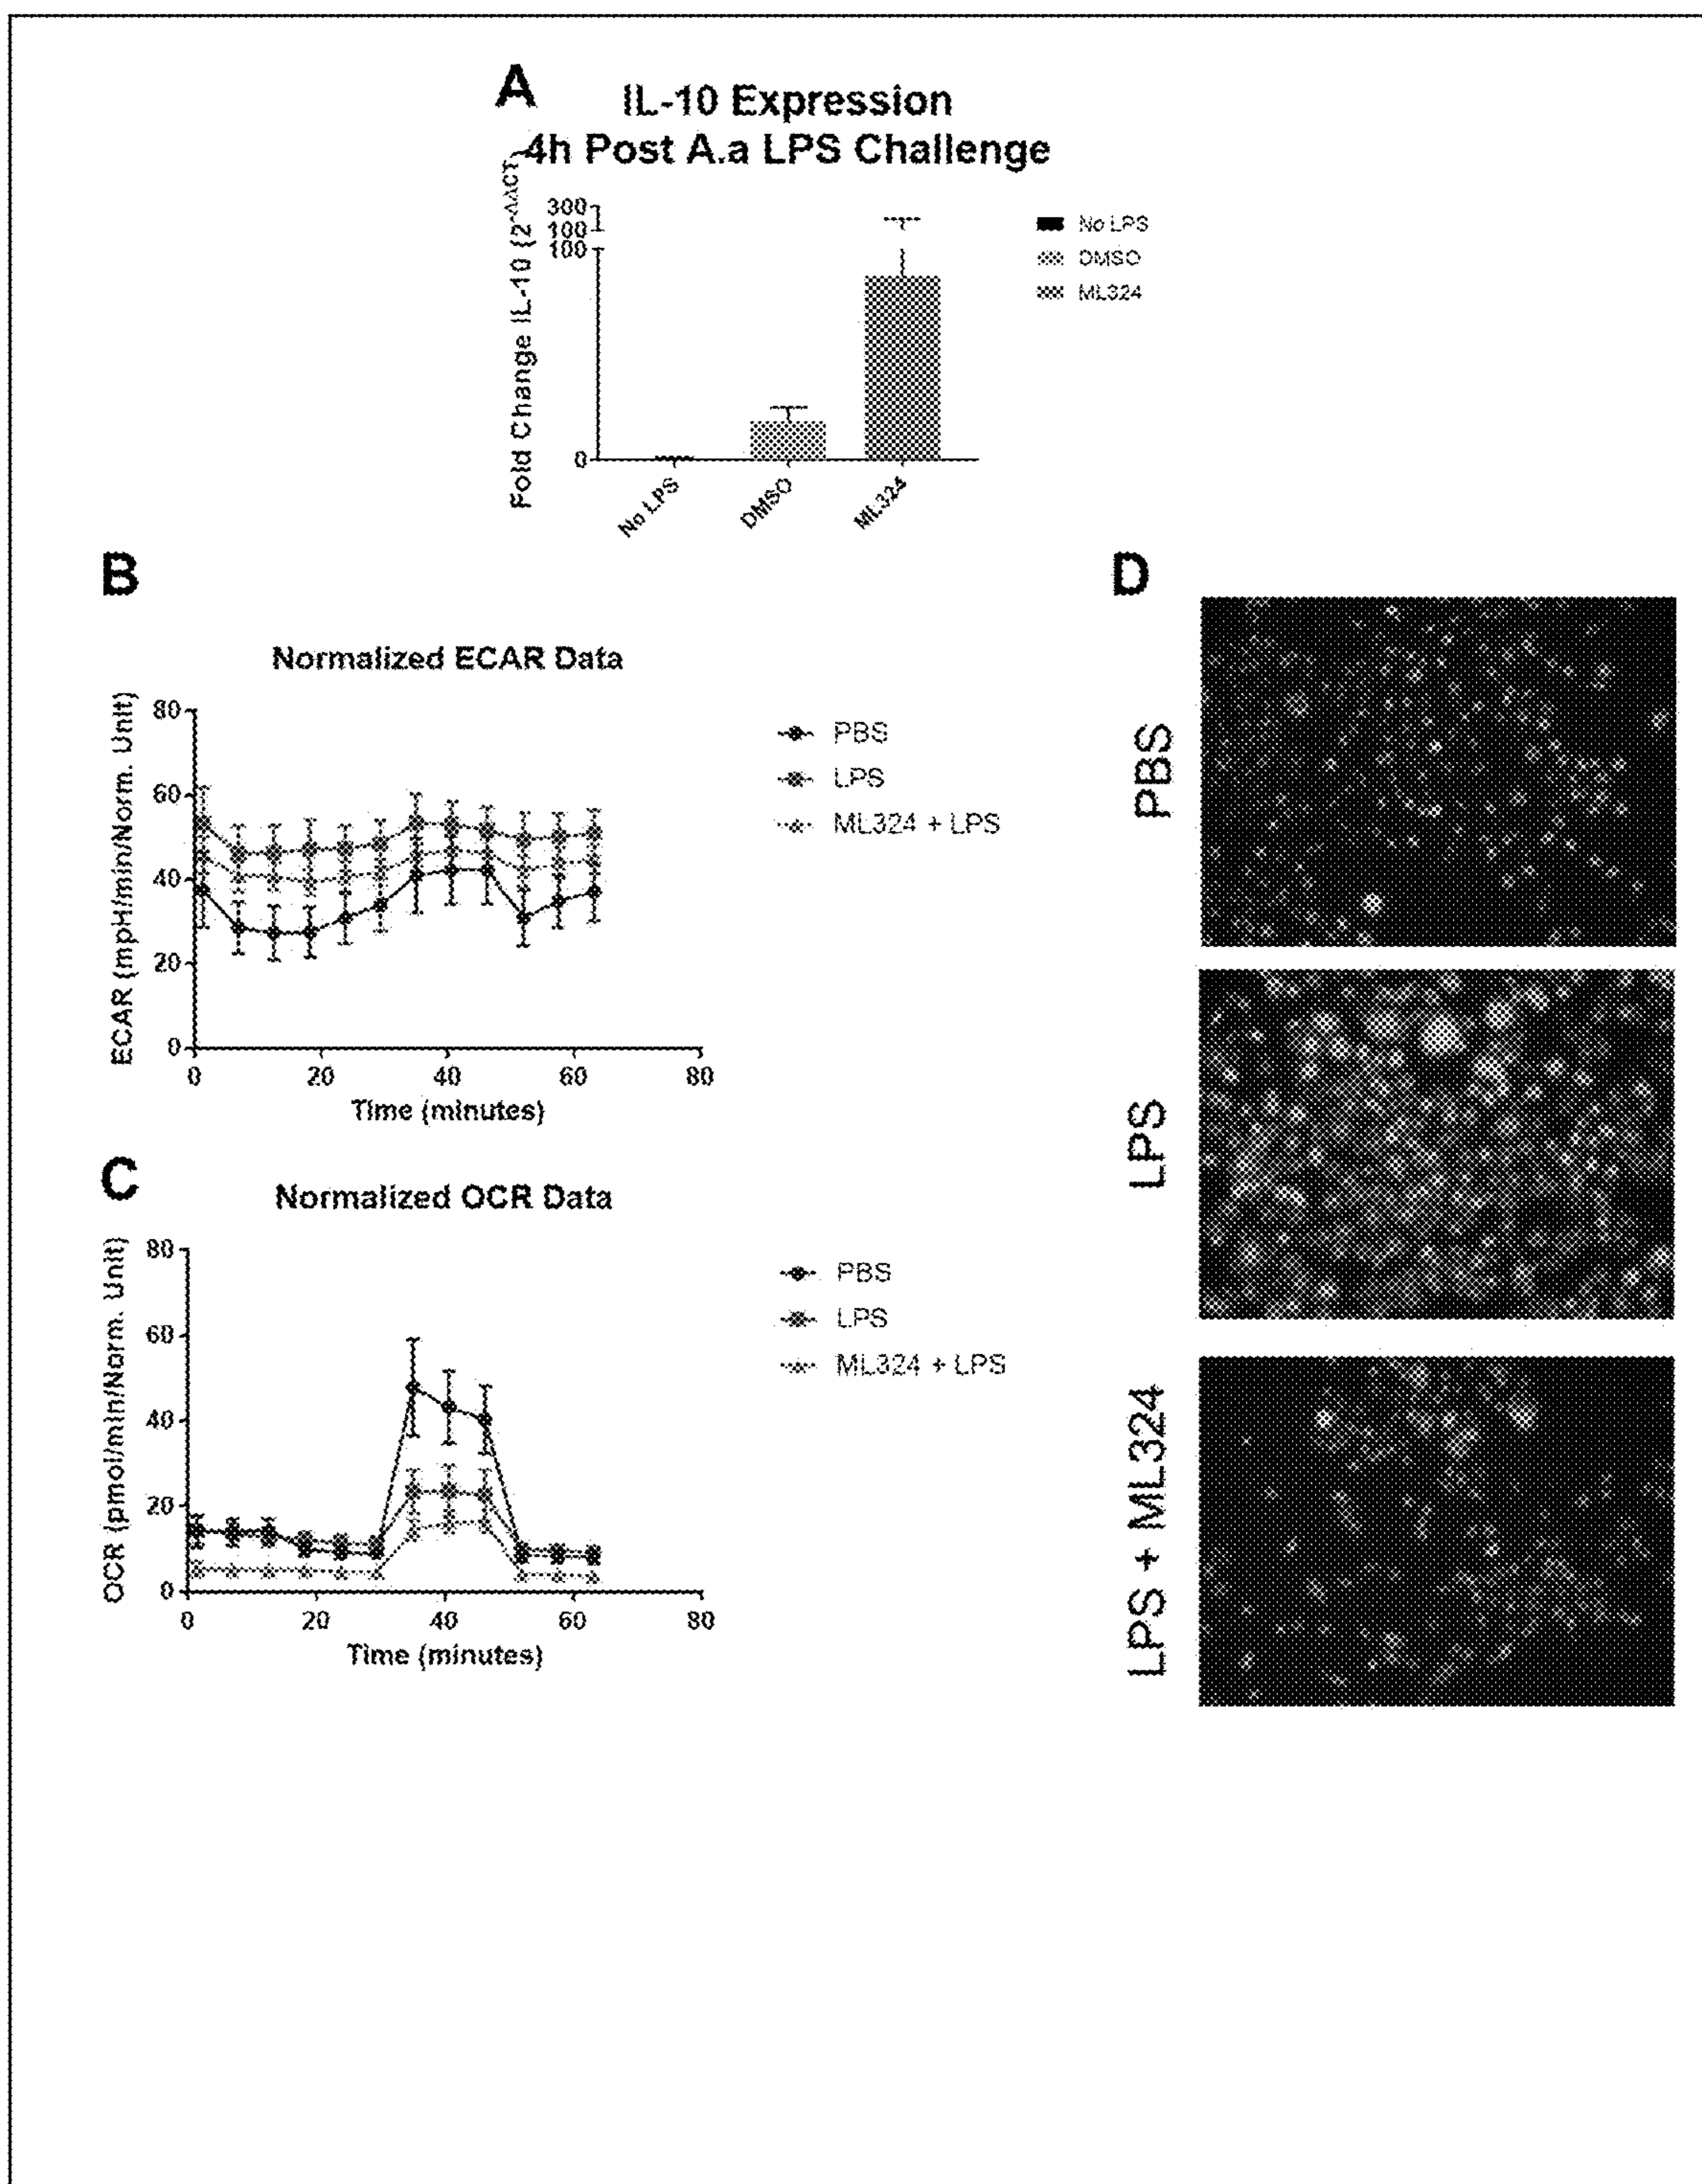 A
IL-10 Expression
4h Post A.a LPS Challenge
Fold Change IL-10 (2^-ΔΔCT)
300
100
100
0
No LPS
DMSO
ML324
No LPS
DMSO
ML324
B
Normalized ECAR Data
ECAR (mpH/min/Norm. Unit)
80
60
40
20
0
0 20 40 60 80
Time (minutes)
PBS
LPS
ML324 + LPS
C
Normalized OCR Data
OCR (pmol/min/Norm. Unit)
80
60
40
20
0
0 20 40 60 80
Time (minutes)
PBS
LPS
ML324 + LPS
D
PBS
LPS
LPS + ML324